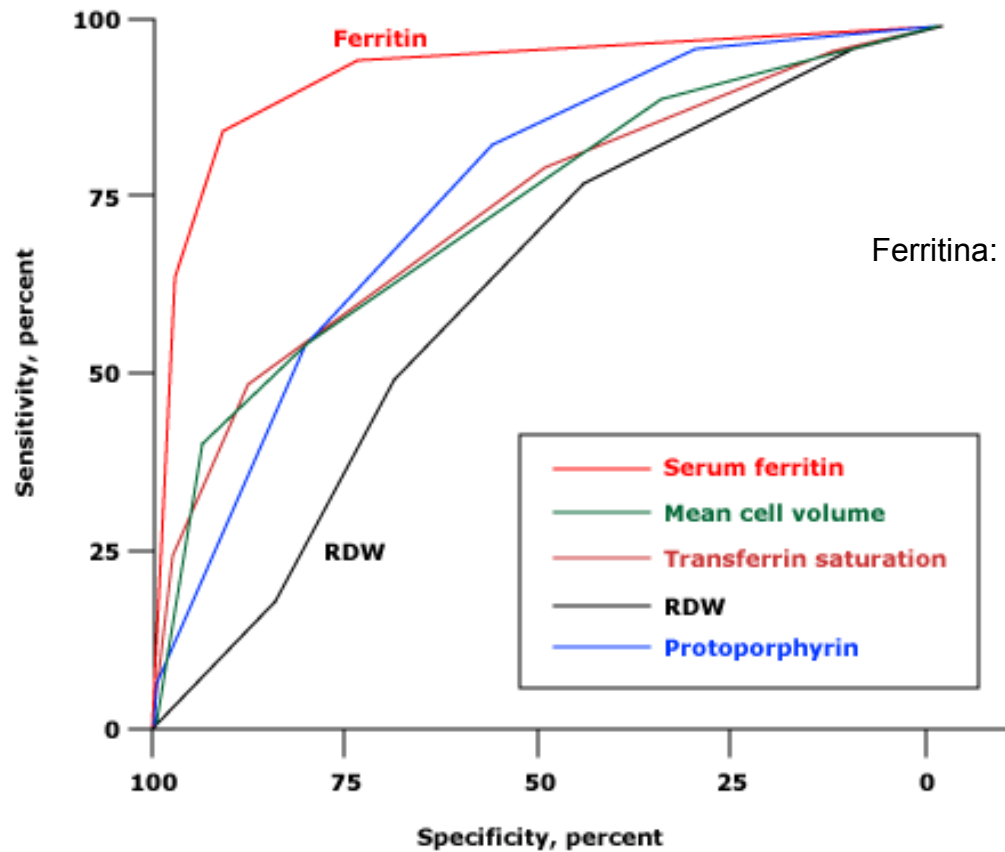 100
Ferritin
75
Ferritina:
Sensitivity, percent
50
25
RDW
Serum ferritin
Mean cell volume
Transferrin saturation
RDW
Protoporphyrin
0
100
75
50
25
0
Specificity, percent